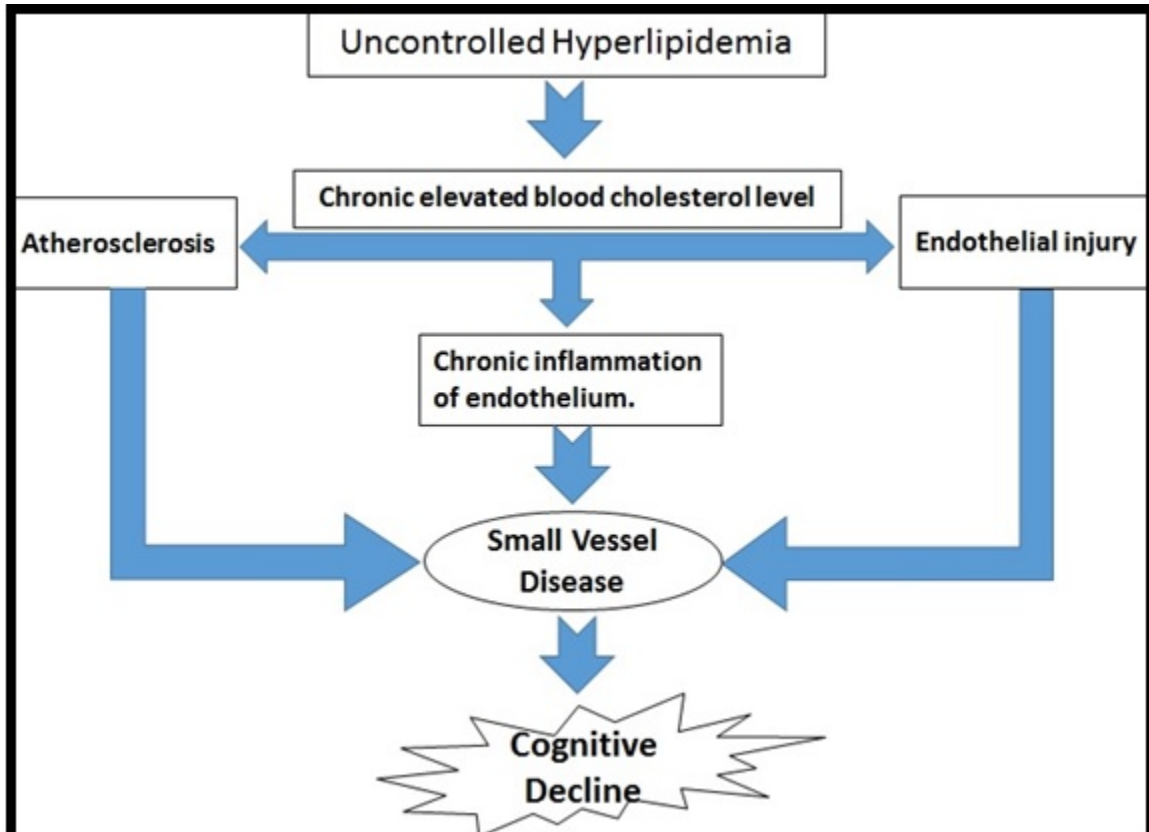 Uncontrolled Hyperlipidemia
Chronic elevated blood cholesterol level
Atherosclerosis
Endothelial injury
Chronic inflammation
of endothelium.
Small Vessel
Disease
Cognitive
Decline